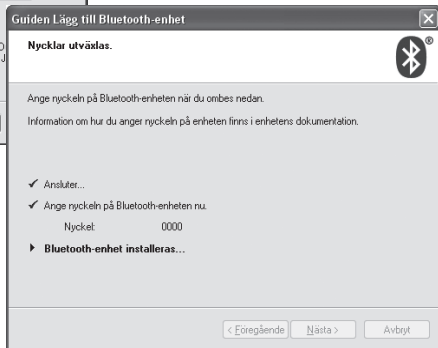 Guiden Lägg till Bluetooth-enhet
Nycklar utväxlas.
®
Ange nyckeln på Bluetooth-enheten när du ombes nedan.
Information om hur du anger nyckeln på enheten finns i enhetens dokumentation.
Ansluter...
Ange nyckeln på Bluetooth-enheten nu.
Nyckel: 0000
Bluetooth-enhet installeras...
< Föregående Nästa > Avbryt